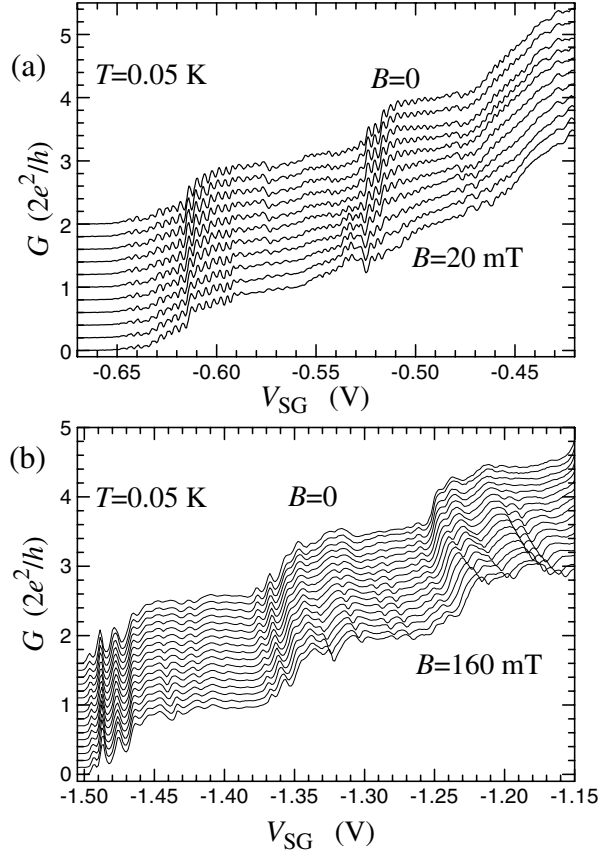 (a)
T=0.05 K
B=0
B=20 mT
G (2e²/h)
5
4
3
2
1
0
-0.65 -0.60 -0.55 -0.50 -0.45
V_SG (V)
(b)
T=0.05 K
B=0
B=160 mT
G (2e²/h)
5
4
3
2
1
0
-1.50 -1.40 -1.35 -1.30 -1.25 -1.20 -1.15
V_SG (V)